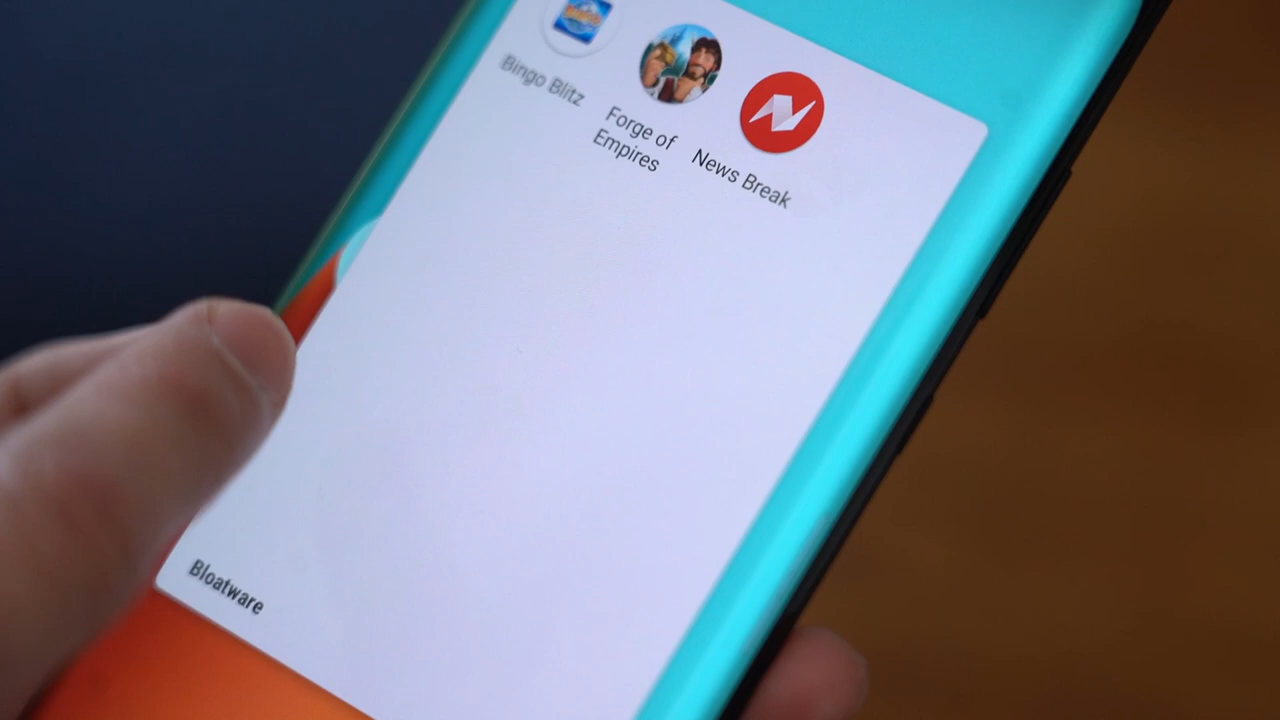 Bingo Blitz
Forge of
Empires
News Break
Bloatware